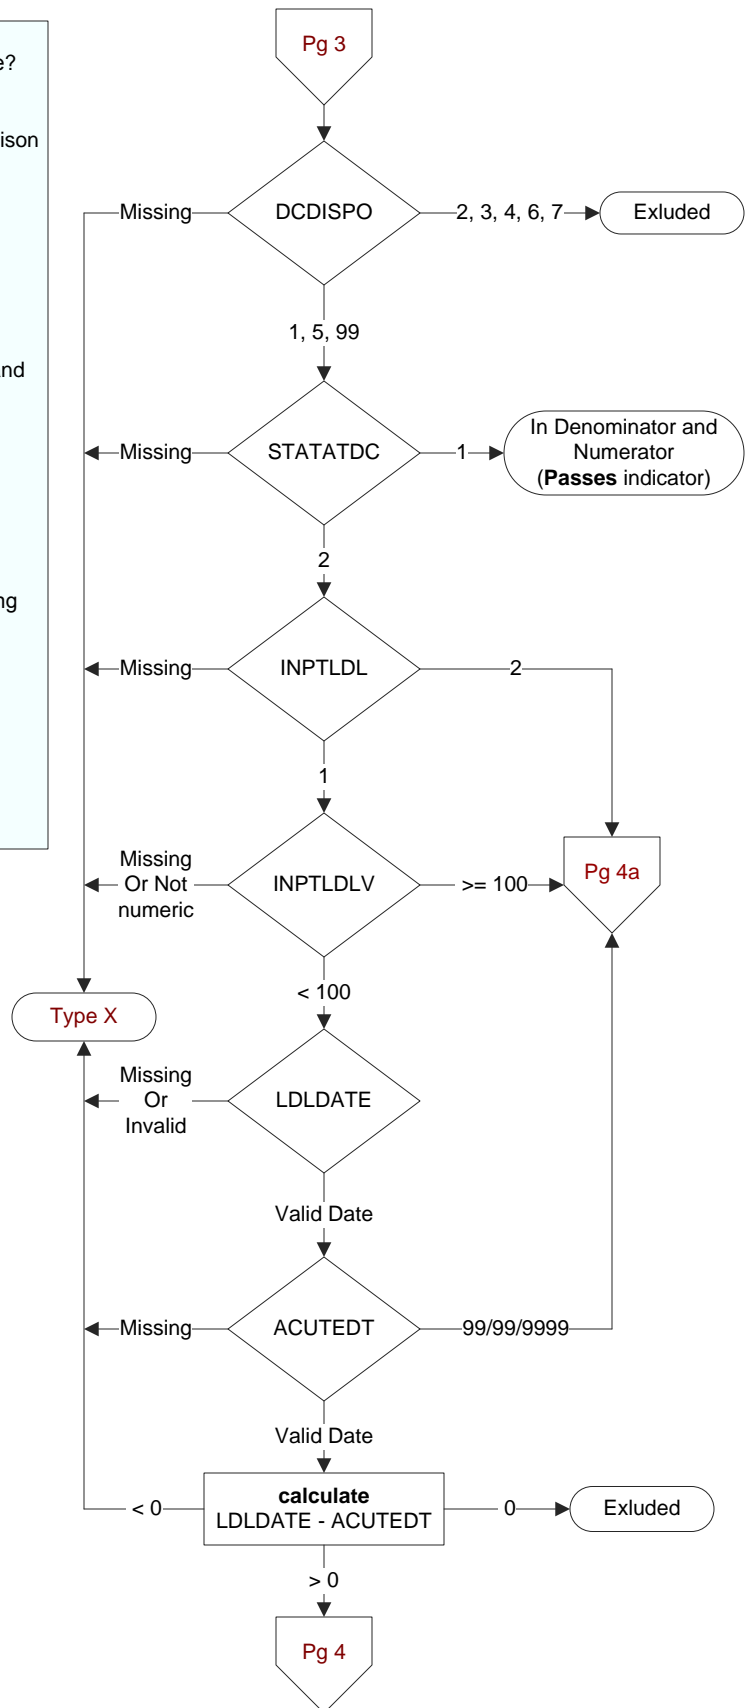 Pg 3
DCDISPO
Missing
2, 3, 4, 6, 7
Exluded
1, 5, 99
STATATDC
Missing
1
In Denominator and
Numerator
(Passes indicator)
2
INPTLDL
Missing
2
1
INPTLDLV
Missing
Or Not
numeric
>= 100
Pg 4a
< 100
Type X
LDLDATE
Missing
Or
Invalid
Valid Date
ACUTEDT
Missing
99/99/9999
Valid Date
calculate
LDLDATE - ACUTEDT
< 0
0
Exluded
> 0
Pg 4